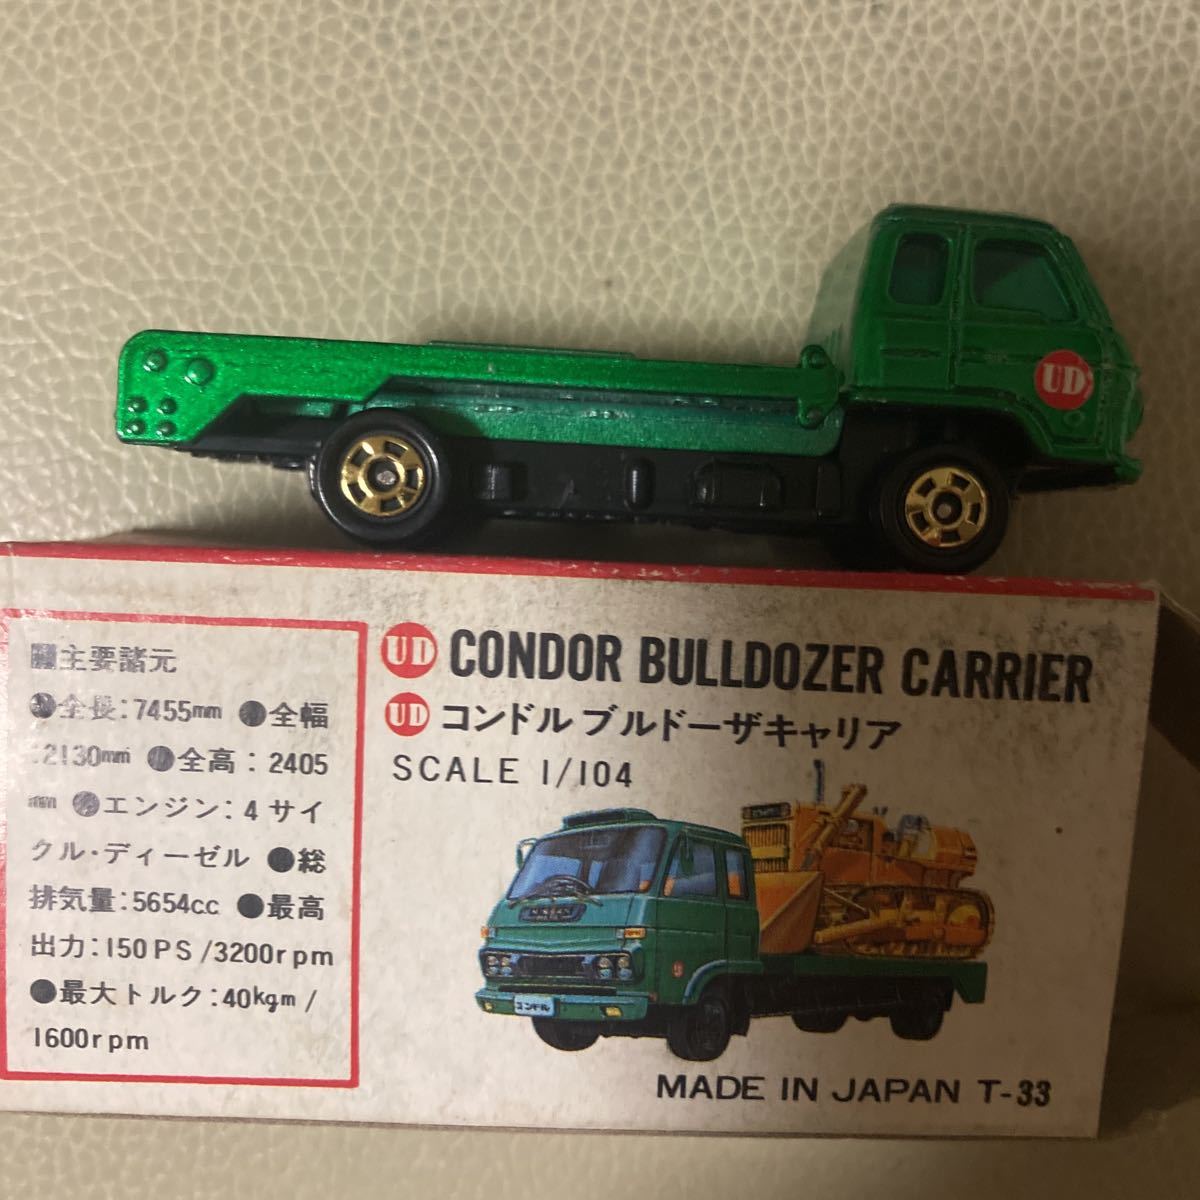 UD
■主要諸元
●全長:7455mm ●全幅
:2130mm ●全高:2405
mm ●エンジン:4サイ
クル・ディーゼル ●総
排気量:5654cc ●最高
出力:150PS/3200rpm
●最大トルク:40kgm/
1600rpm
UD CONDOR BULLDOZER CARRIER
UD コンドルブルドーザキャリア
SCALE 1/104
NISSAN
コンドル
MADE IN JAPAN T-33